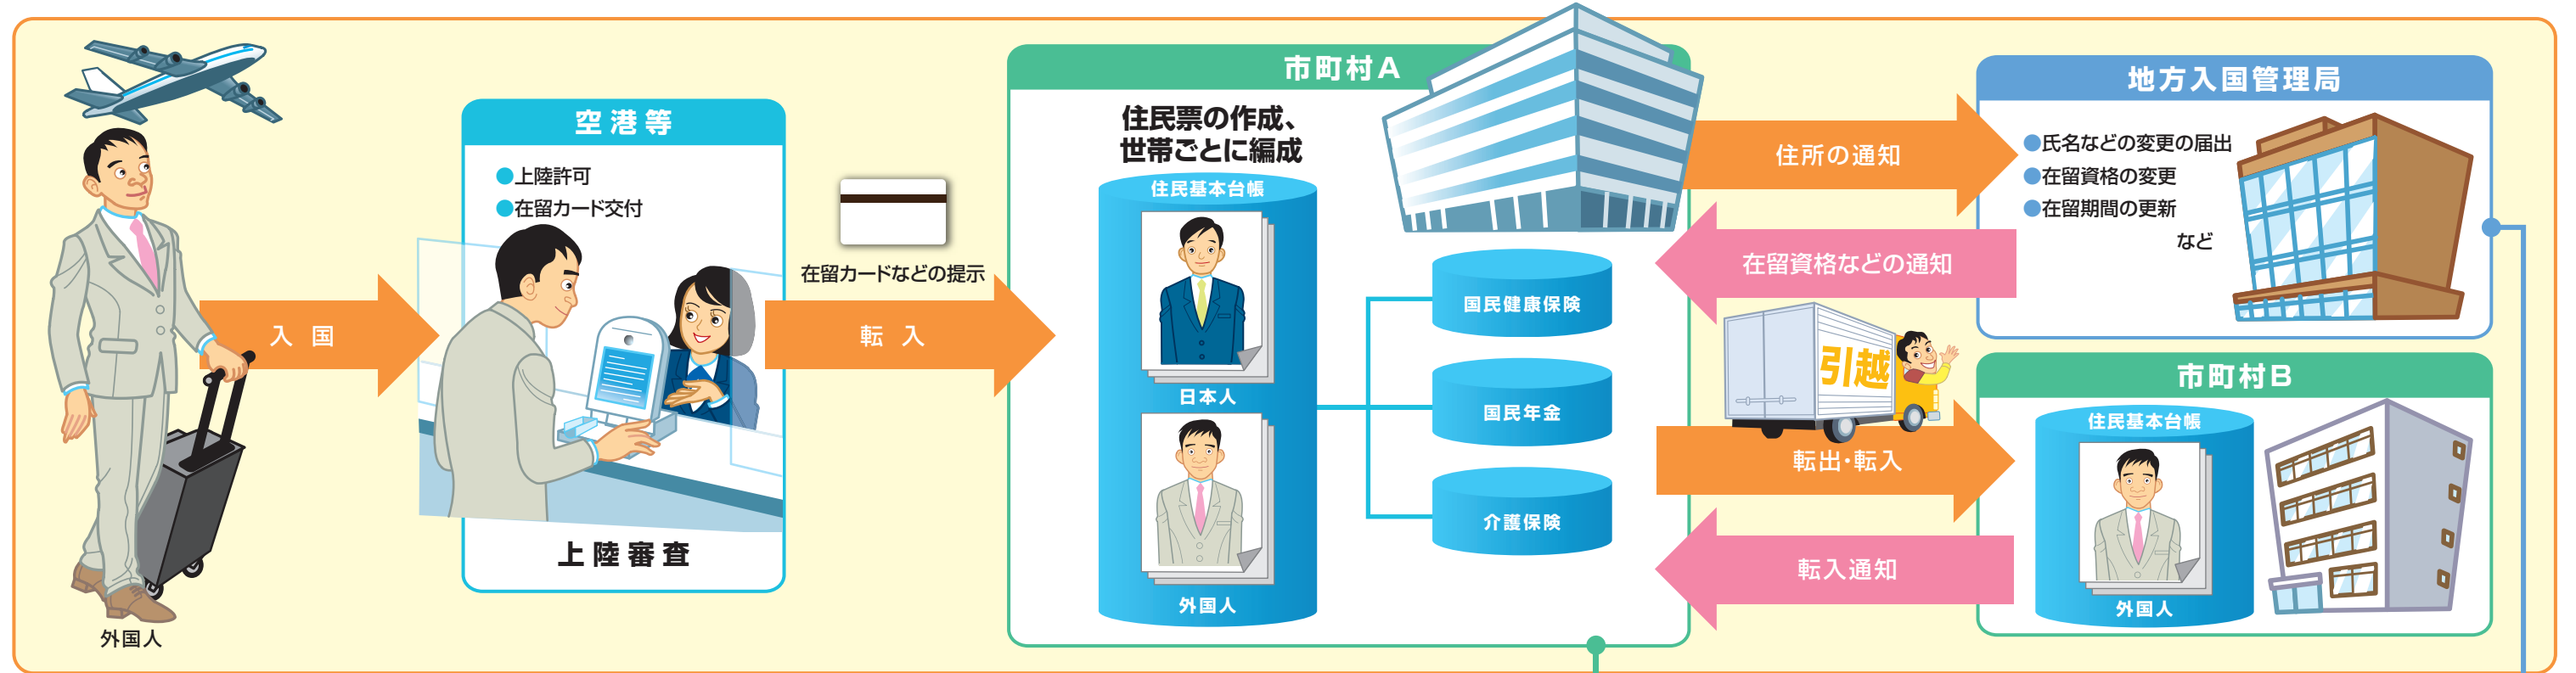 外国人
入国
空港等
●上陸許可
●在留カード交付
上陸審査
在留カードなどの提示
転入
市町村A
住民票の作成、
世帯ごとに編成
住民基本台帳
日本人
外国人
国民健康保険
国民年金
介護保険
住所の通知
在留資格などの通知
引越
転出・転入
転入通知
地方入国管理局
●氏名などの変更の届出
●在留資格の変更
●在留期間の更新
など
市町村B
住民基本台帳
外国人